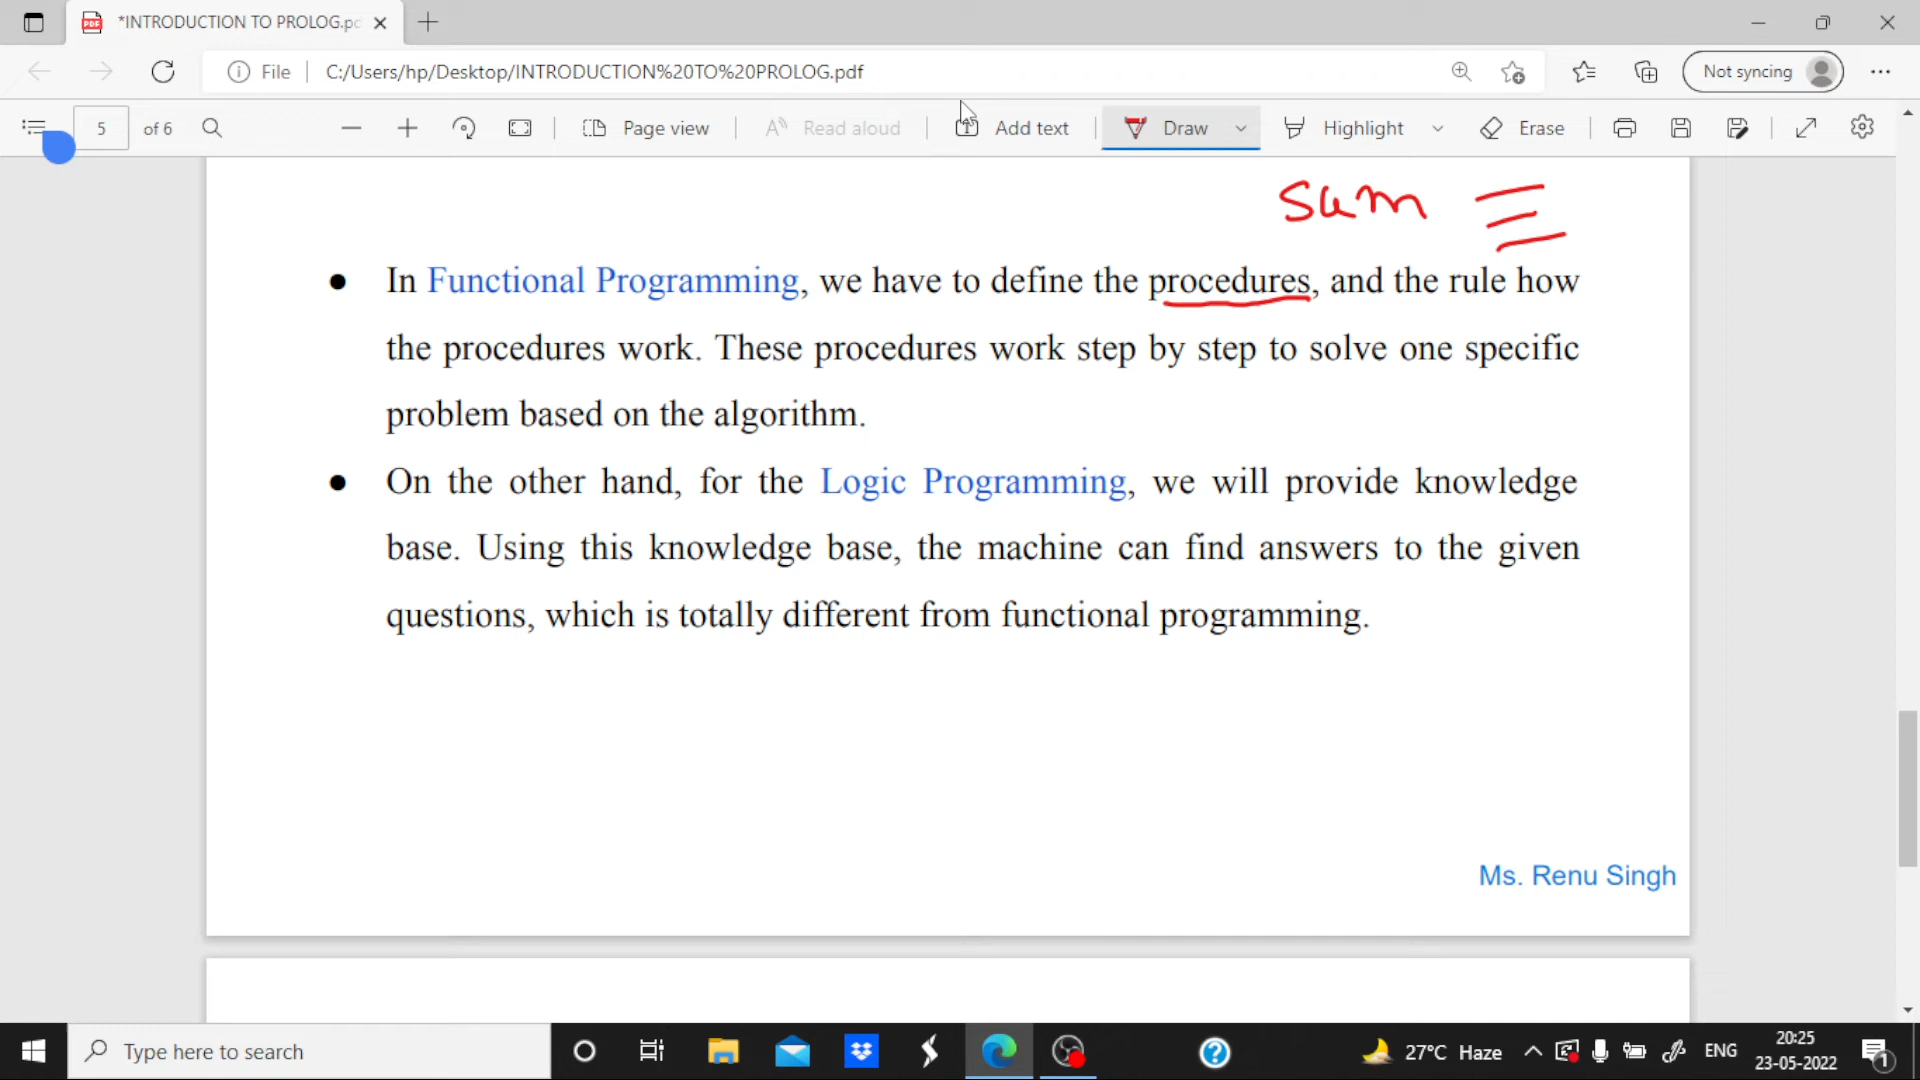 *INTRODUCTION TO PROLOG.pd
File C:/Users/hp/Desktop/INTRODUCTION%20TO%20PROLOG.pdf Not syncing
5 of 6 Page view Read aloud Add text Draw Highlight Erase
sum
• In Functional Programming, we have to define the procedures, and the rule how
the procedures work. These procedures work step by step to solve one specific
problem based on the algorithm.
• On the other hand, for the Logic Programming, we will provide knowledge
base. Using this knowledge base, the machine can find answers to the given
questions, which is totally different from functional programming.
Ms. Renu Singh
Type here to search 27°C Haze ENG 20:25
23-05-2022 1